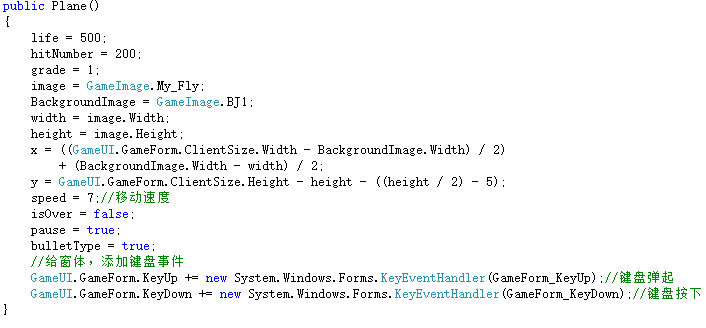 public Plane()
{
life = 500;
hitNumber = 200;
grade = 1;
image = GameImage.My_Fly;
BackgroundImage = GameImage.BJ1;
width = image.Width;
height = image.Height;
x = ((GameUI.GameForm.ClientSize.Width - BackgroundImage.Width) / 2)
+ (BackgroundImage.Width - width) / 2;
y = GameUI.GameForm.ClientSize.Height - height - ((height / 2) - 5);
speed = 7;//移动速度
isOver = false;
pause = true;
bulletType = true;
//给窗体，添加键盘事件
GameUI.GameForm.KeyUp += new System.Windows.Forms.KeyEventHandler(GameForm_KeyUp);//键盘弹起
GameUI.GameForm.KeyDown += new System.Windows.Forms.KeyEventHandler(GameForm_KeyDown);//键盘按下
}